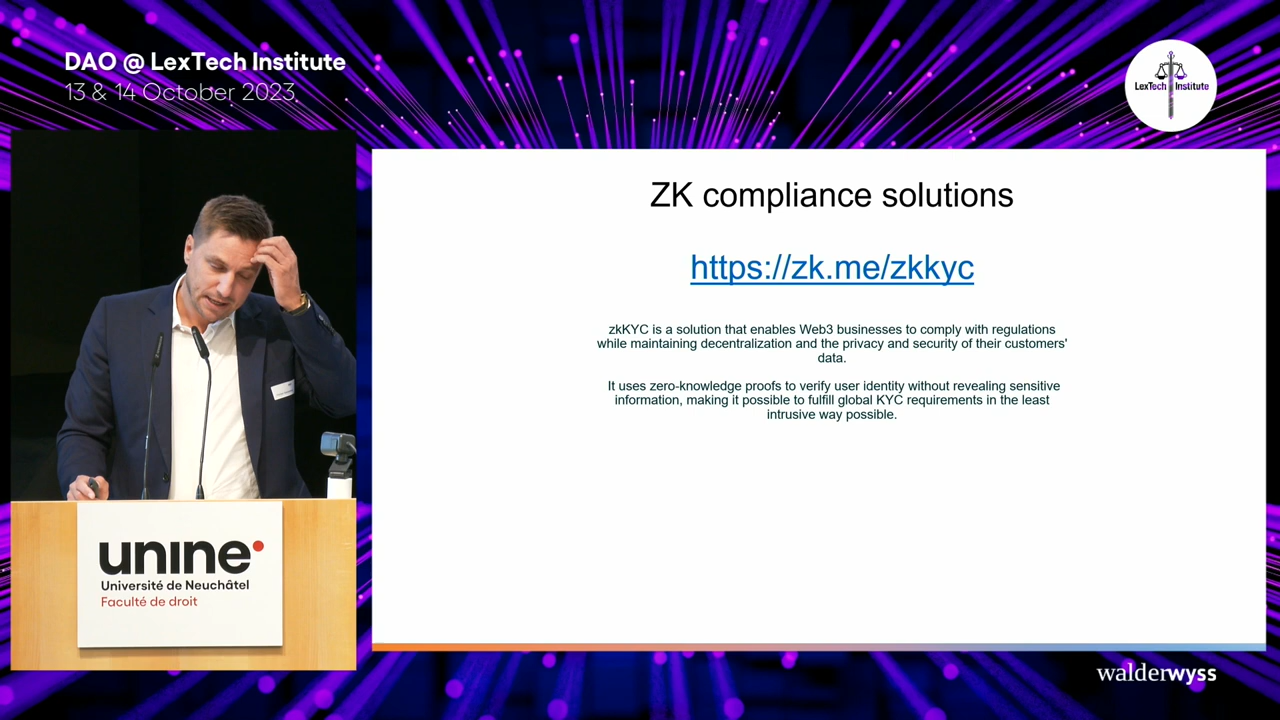 DAO @ LexTech Institute
13 & 14 October 2023
LexTech Institute
ZK compliance solutions
https://zk.me/zkkyc
zkKYC is a solution that enables Web3 businesses to comply with regulations
while maintaining decentralization and the privacy and security of their customers'
data.
It uses zero-knowledge proofs to verify user identity without revealing sensitive
information, making it possible to fulfill global KYC requirements in the least
intrusive way possible.
unine
Université de Neuchâtel
Faculté de droit
walderwyss